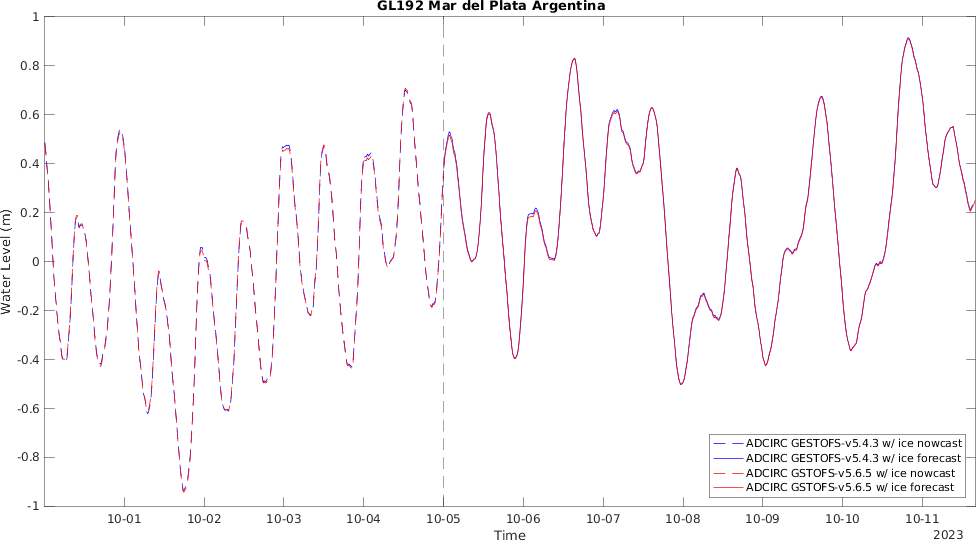 GL192 Mar del Plata Argentina
1
0.8
0.6
0.4
0.2
0
-0.2
-0.4
-0.6
-0.8
-1
Water Level (m)
ADCIRC GESTOFS-v5.4.3 w/ ice nowcast
ADCIRC GESTOFS-v5.4.3 w/ ice forecast
ADCIRC GSTOFS-v5.6.5 w/ ice nowcast
ADCIRC GSTOFS-v5.6.5 w/ ice forecast
10-01 10-02 10-03 10-04 10-05 10-06 10-07 10-08 10-09 10-10 10-11
Time
2023